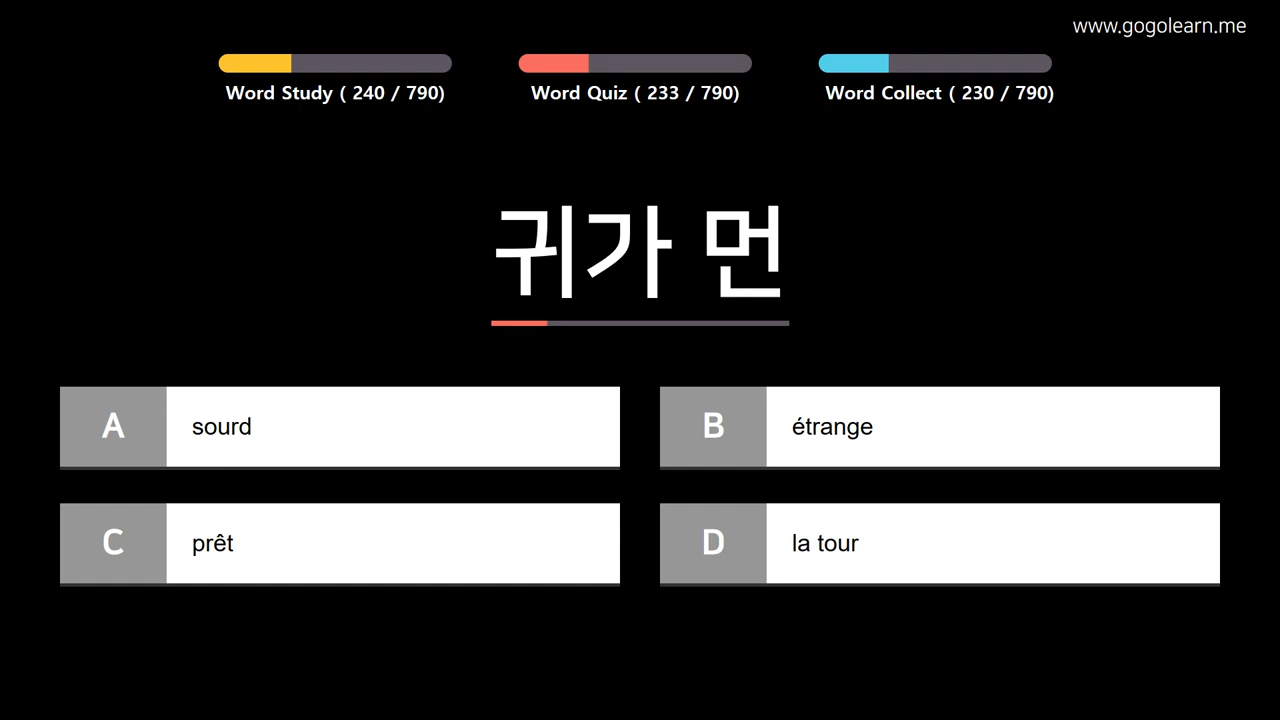 www.gogolearn.me
Word Study ( 240 / 790)
Word Quiz ( 233 / 790)
Word Collect ( 230 / 790)
귀가 먼
A sourd
B étrange
C prêt
D la tour